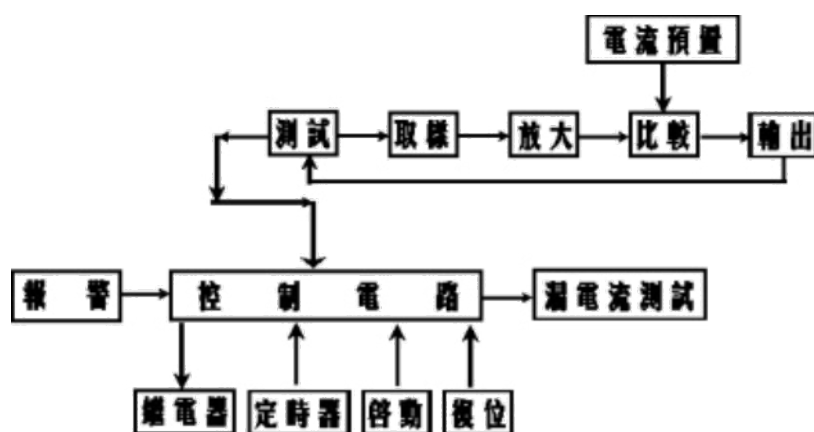 電流預置
測試 取樣 放大 比較 輸出
報警 控制電路 漏電流測試
繼電器 定時器 啓動 復位